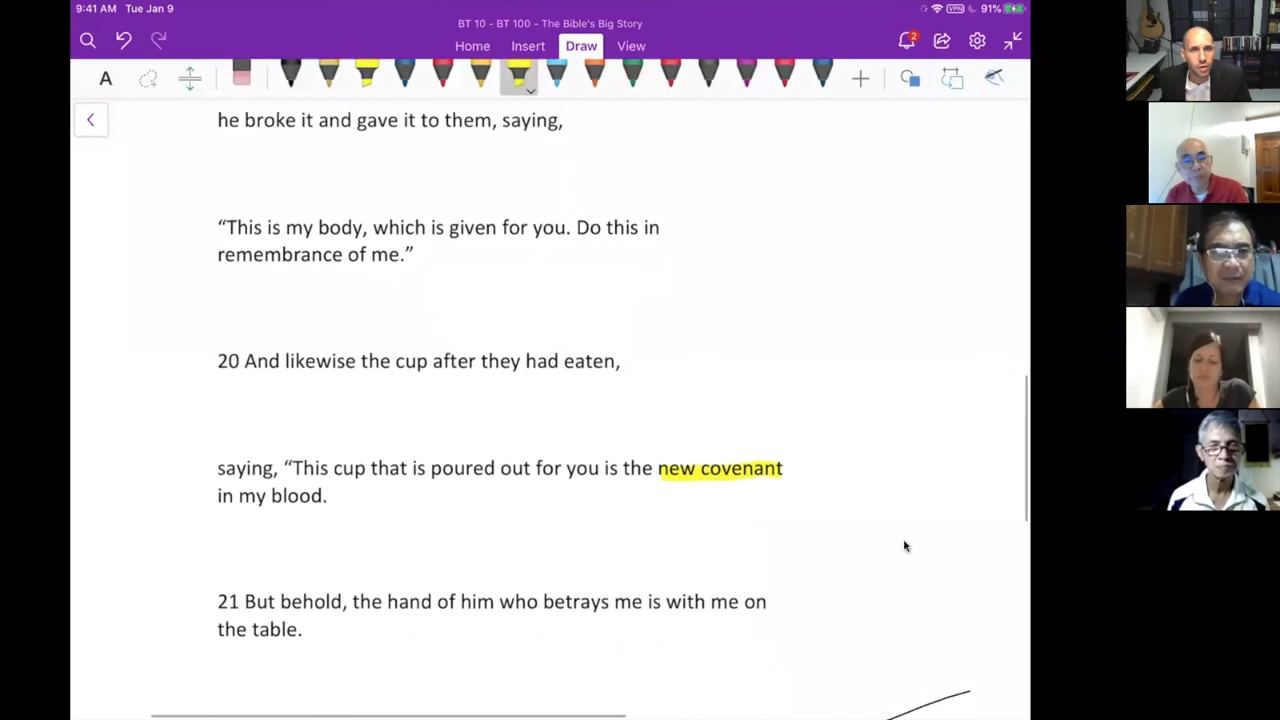 9:41 AM Tue Jan 9
VPN 91%
BT 10 - BT 100 - The Bible's Big Story
Home Insert Draw View
2
A
he broke it and gave it to them, saying,
“This is my body, which is given for you. Do this in
remembrance of me.”
20 And likewise the cup after they had eaten,
saying, “This cup that is poured out for you is the new covenant
in my blood.
21 But behold, the hand of him who betrays me is with me on
the table.